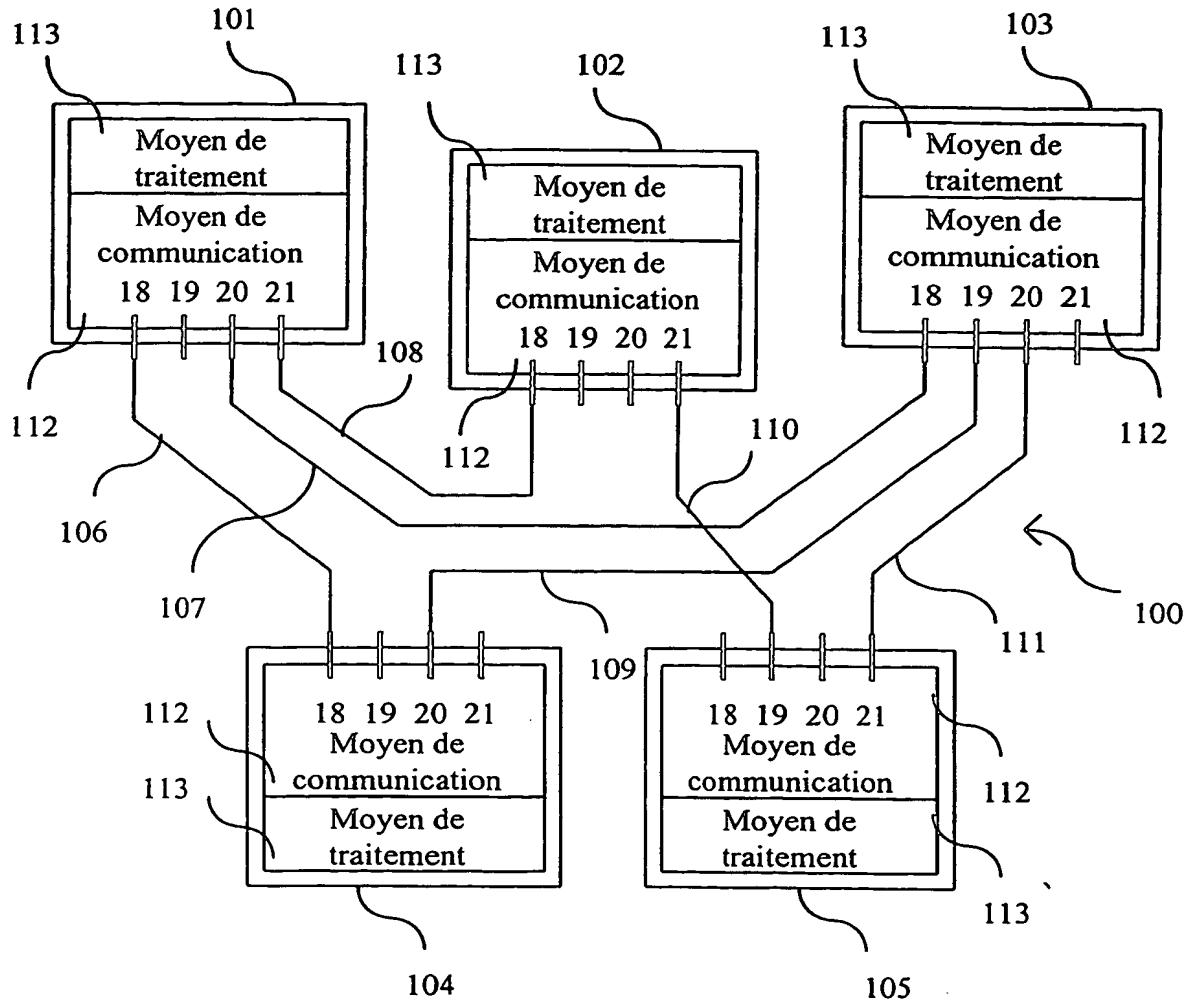 101
103
113
102
113
113
Moyen de
traitement
Moyen de
communication
18 19 20 21
Moyen de
traitement
Moyen de
communication
18 19 20 21
Moyen de
traitement
Moyen de
communication
18 19 20 21
112
108
112
110
112
106
107
109
111
100
112
18 19 20 21
Moyen de
communication
113
Moyen de
traitement
104
18 19 20 21
Moyen de
communication
112
Moyen de
traitement
113
105